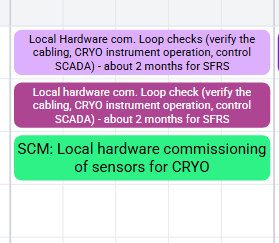 Local Hardware com. Loop checks (verify the
cabling, CRYO instrument operation, control
SCADA) - about 2 months for SFRS
Local hardware com. Loop check (verify the
cabling, CRYO instrument operation, control
SCADA) - about 2 months for SFRS
SCM: Local hardware commissioning
of sensors for CRYO